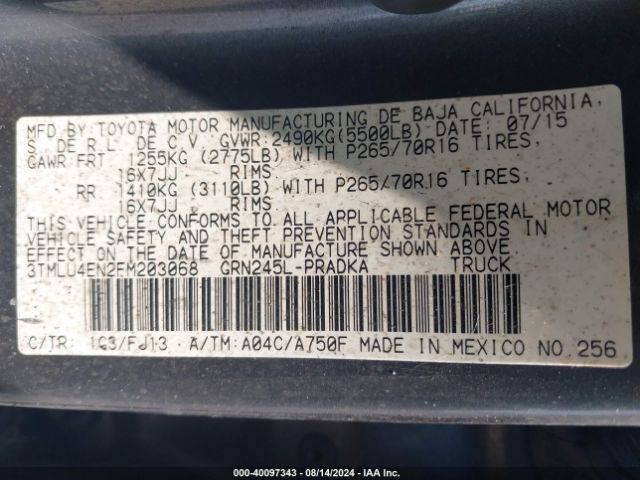 MFD BY: TOYOTA MOTOR MANUFACTURING DE BAJA CALIFORNIA,
S. DE R.L. DE C.V. GVWR: 2490KG(5500LB) DATE: 07/15
GAWR: FRT 1255KG (2775LB) WITH P265/70R16 TIRES,
16X7JJ RIMS
RR 1410KG (3110LB) WITH P265/70R16 TIRES,
16X7JJ RIMS
THIS VEHICLE CONFORMS TO ALL APPLICABLE FEDERAL MOTOR
VEHICLE SAFETY AND THEFT PREVENTION STANDARDS IN
EFFECT ON THE DATE OF MANUFACTURE SHOWN ABOVE
3TMLU4EN2FM203068 GRN245L-PRADKA TRUCK
C/TR: 1G3/FJ13 A/TM: A04C/A750F MADE IN MEXICO NO. 256
000-40097343 - 08/14/2024 - IAAI.com